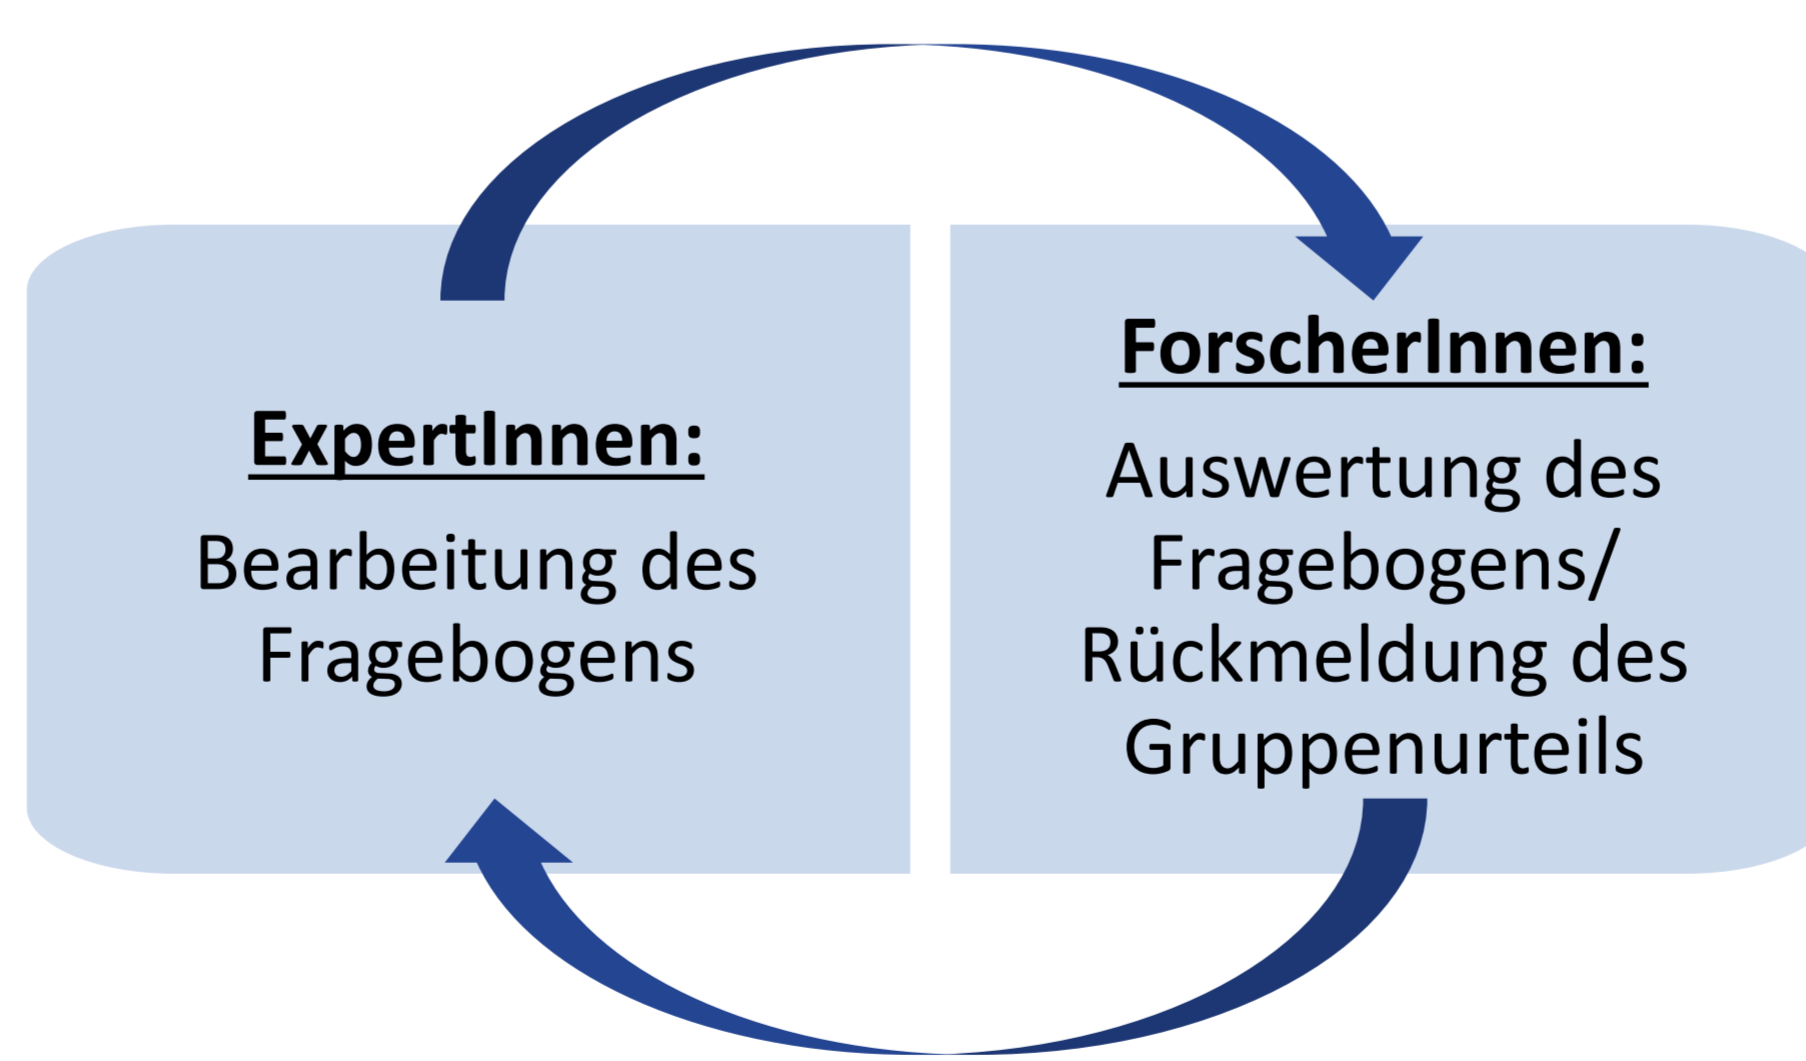 ExpertInnen:
Bearbeitung des
Fragebogens
ForscherInnen:
Auswertung des
Fragebogens/
Rückmeldung des
Gruppenurteils